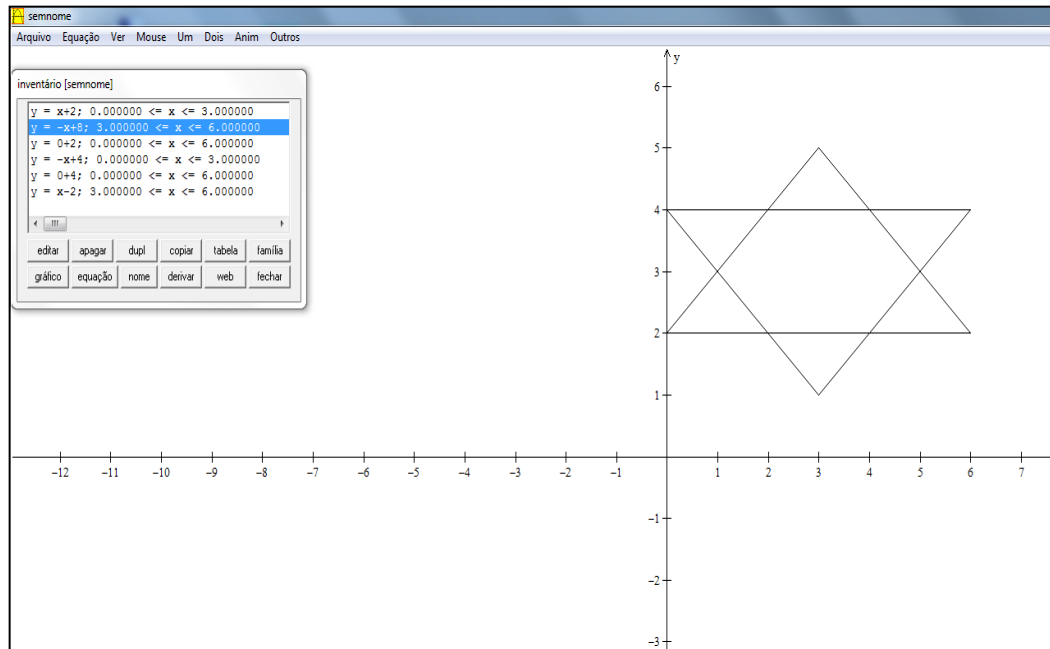 semnome
Arquivo Equação Ver Mouse Um Dois Anim Outros
inventário [semnome]
y = x+2; 0.000000 <= x <= 3.000000
y = -x+8; 3.000000 <= x <= 6.000000
y = 0+2; 0.000000 <= x <= 6.000000
y = -x+4; 0.000000 <= x <= 3.000000
y = 0+4; 0.000000 <= x <= 6.000000
y = x-2; 3.000000 <= x <= 6.000000
editar apagar dupl copiar tabela família
gráfico equação nome derivar web fechar
y
6
5
4
3
2
1
−12 −11 −10 −9 −8 −7 −6 −5 −4 −3 −2 −1 1 2 3 4 5 6 7
−1
−2
−3